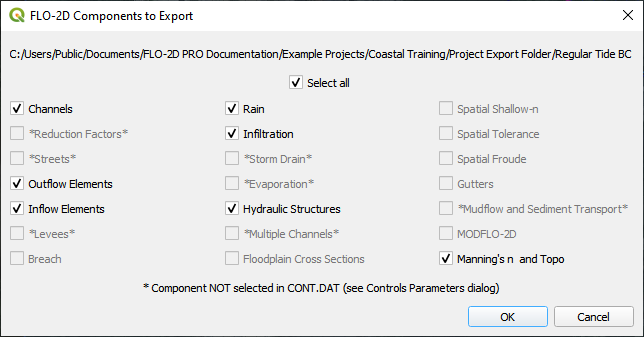 FLO-2D Components to Export
C:/Users/Public/Documents/FLO-2D PRO Documentation/Example Projects/Coastal Training/Project Export Folder/Regular Tide BC
Select all
Channels Rain Spatial Shallow-n
*Reduction Factors* Infiltration Spatial Tolerance
*Streets* *Storm Drain* Spatial Froude
Outflow Elements *Evaporation* Gutters
Inflow Elements Hydraulic Structures *Mudflow and Sediment Transport*
*Levees* *Multiple Channels* MODFLO-2D
Breach Floodplain Cross Sections Manning's n and Topo
* Component NOT selected in CONT.DAT (see Controls Parameters dialog)
OK Cancel